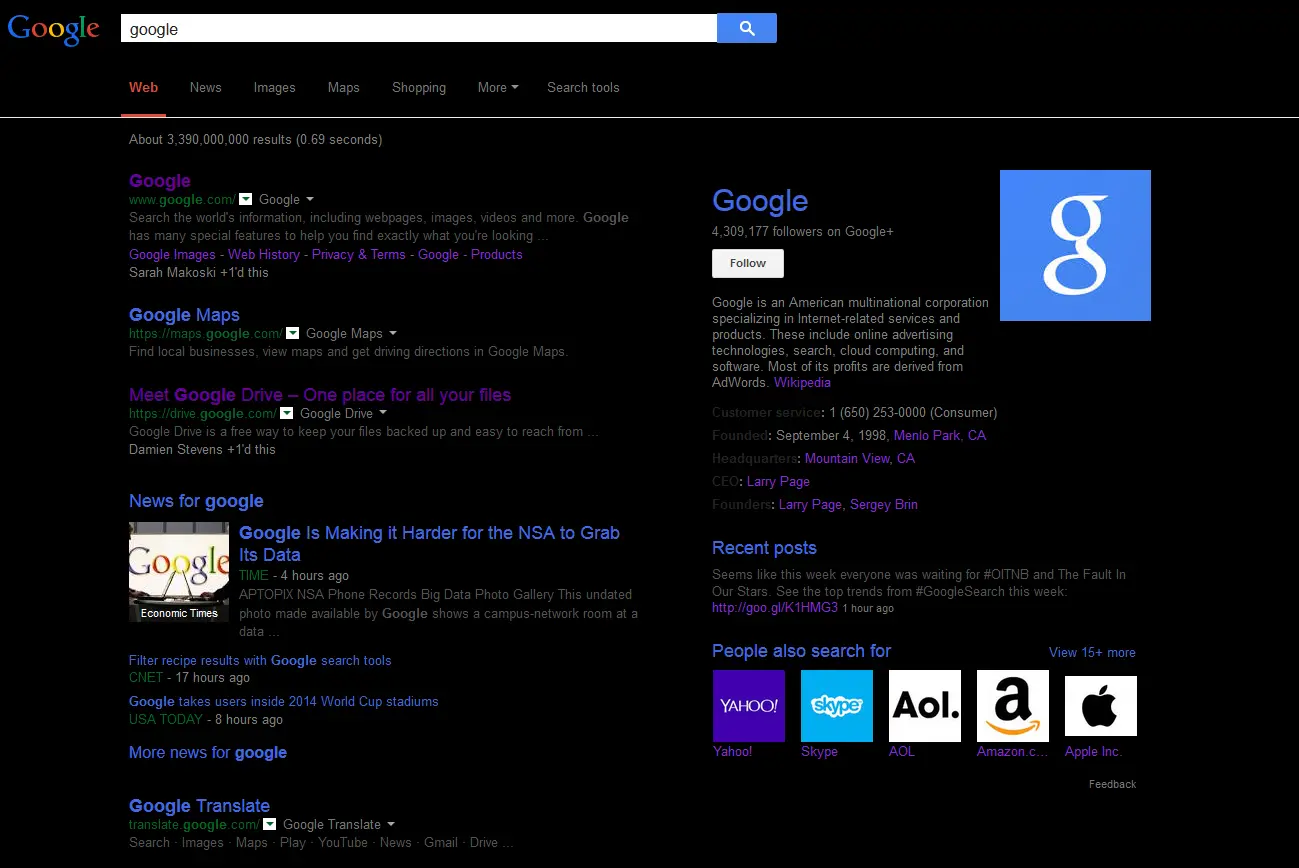 Google
google
Web News Images Maps Shopping More Search tools
About 3,390,000,000 results (0.69 seconds)
Google
www.google.com/ Google
Search the world's information, including webpages, images, videos and more. Google
has many special features to help you find exactly what you're looking ...
Google Images - Web History - Privacy & Terms - Google - Products
Sarah Makoski +1'd this
Google Maps
https://maps.google.com/ Google Maps
Find local businesses, view maps and get driving directions in Google Maps.
Meet Google Drive – One place for all your files
https://drive.google.com/ Google Drive
Google Drive is a free way to keep your files backed up and easy to reach from ...
Damien Stevens +1'd this
News for google
Google
Economic Times
Google Is Making it Harder for the NSA to Grab
Its Data
TIME - 4 hours ago
APTOPIX NSA Phone Records Big Data Photo Gallery This undated
photo made available by Google shows a campus-network room at a
data ...
Filter recipe results with Google search tools
CNET - 17 hours ago
Google takes users inside 2014 World Cup stadiums
USA TODAY - 8 hours ago
More news for google
Google Translate
translate.google.com/ Google Translate
Search · Images · Maps · Play · YouTube · News · Gmail · Drive ...
Google
4,309,177 followers on Google+
Follow
g
Google is an American multinational corporation
specializing in Internet-related services and
products. These include online advertising
technologies, search, cloud computing, and
software. Most of its profits are derived from
AdWords. Wikipedia
Customer service: 1 (650) 253-0000 (Consumer)
Founded: September 4, 1998, Menlo Park, CA
Headquarters: Mountain View, CA
CEO: Larry Page
Founders: Larry Page, Sergey Brin
Recent posts
Seems like this week everyone was waiting for #OITNB and The Fault In
Our Stars. See the top trends from #GoogleSearch this week:
http://goo.gl/K1HMG3 1 hour ago
People also search for View 15+ more
YAHOO! skype Aol. a
Yahoo! Skype AOL Amazon.c... Apple Inc.
Feedback